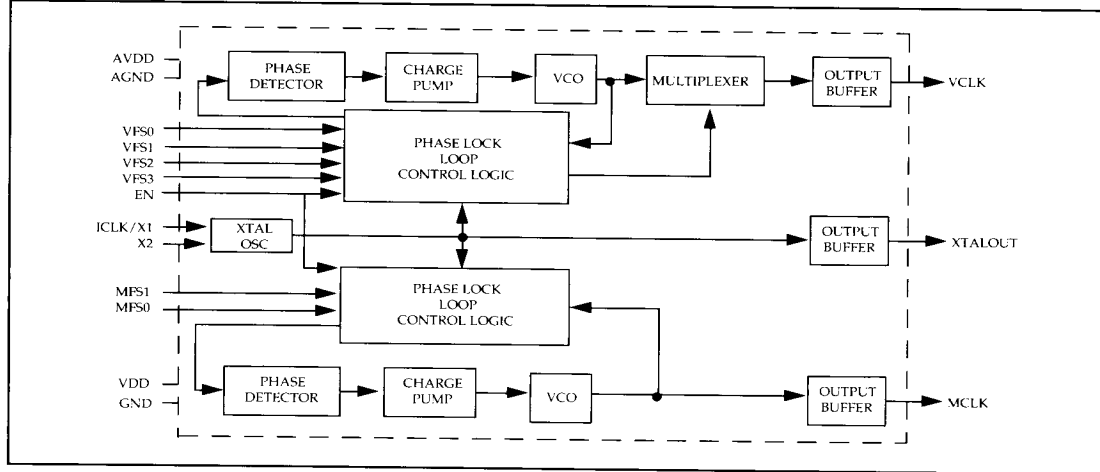 AVDD
AGND
PHASE
DETECTOR
CHARGE
PUMP
VCO
MULTIPLEXER
OUTPUT
BUFFER
VCLK
VFS0
VFS1
VFS2
VFS3
EN
PHASE LOCK
LOOP
CONTROL LOGIC
ICLK/X1
X2
XTAL
OSC
OUTPUT
BUFFER
XTALOUT
MFS1
MFS0
PHASE LOCK
LOOP
CONTROL LOGIC
VDD
GND
PHASE
DETECTOR
CHARGE
PUMP
VCO
OUTPUT
BUFFER
MCLK